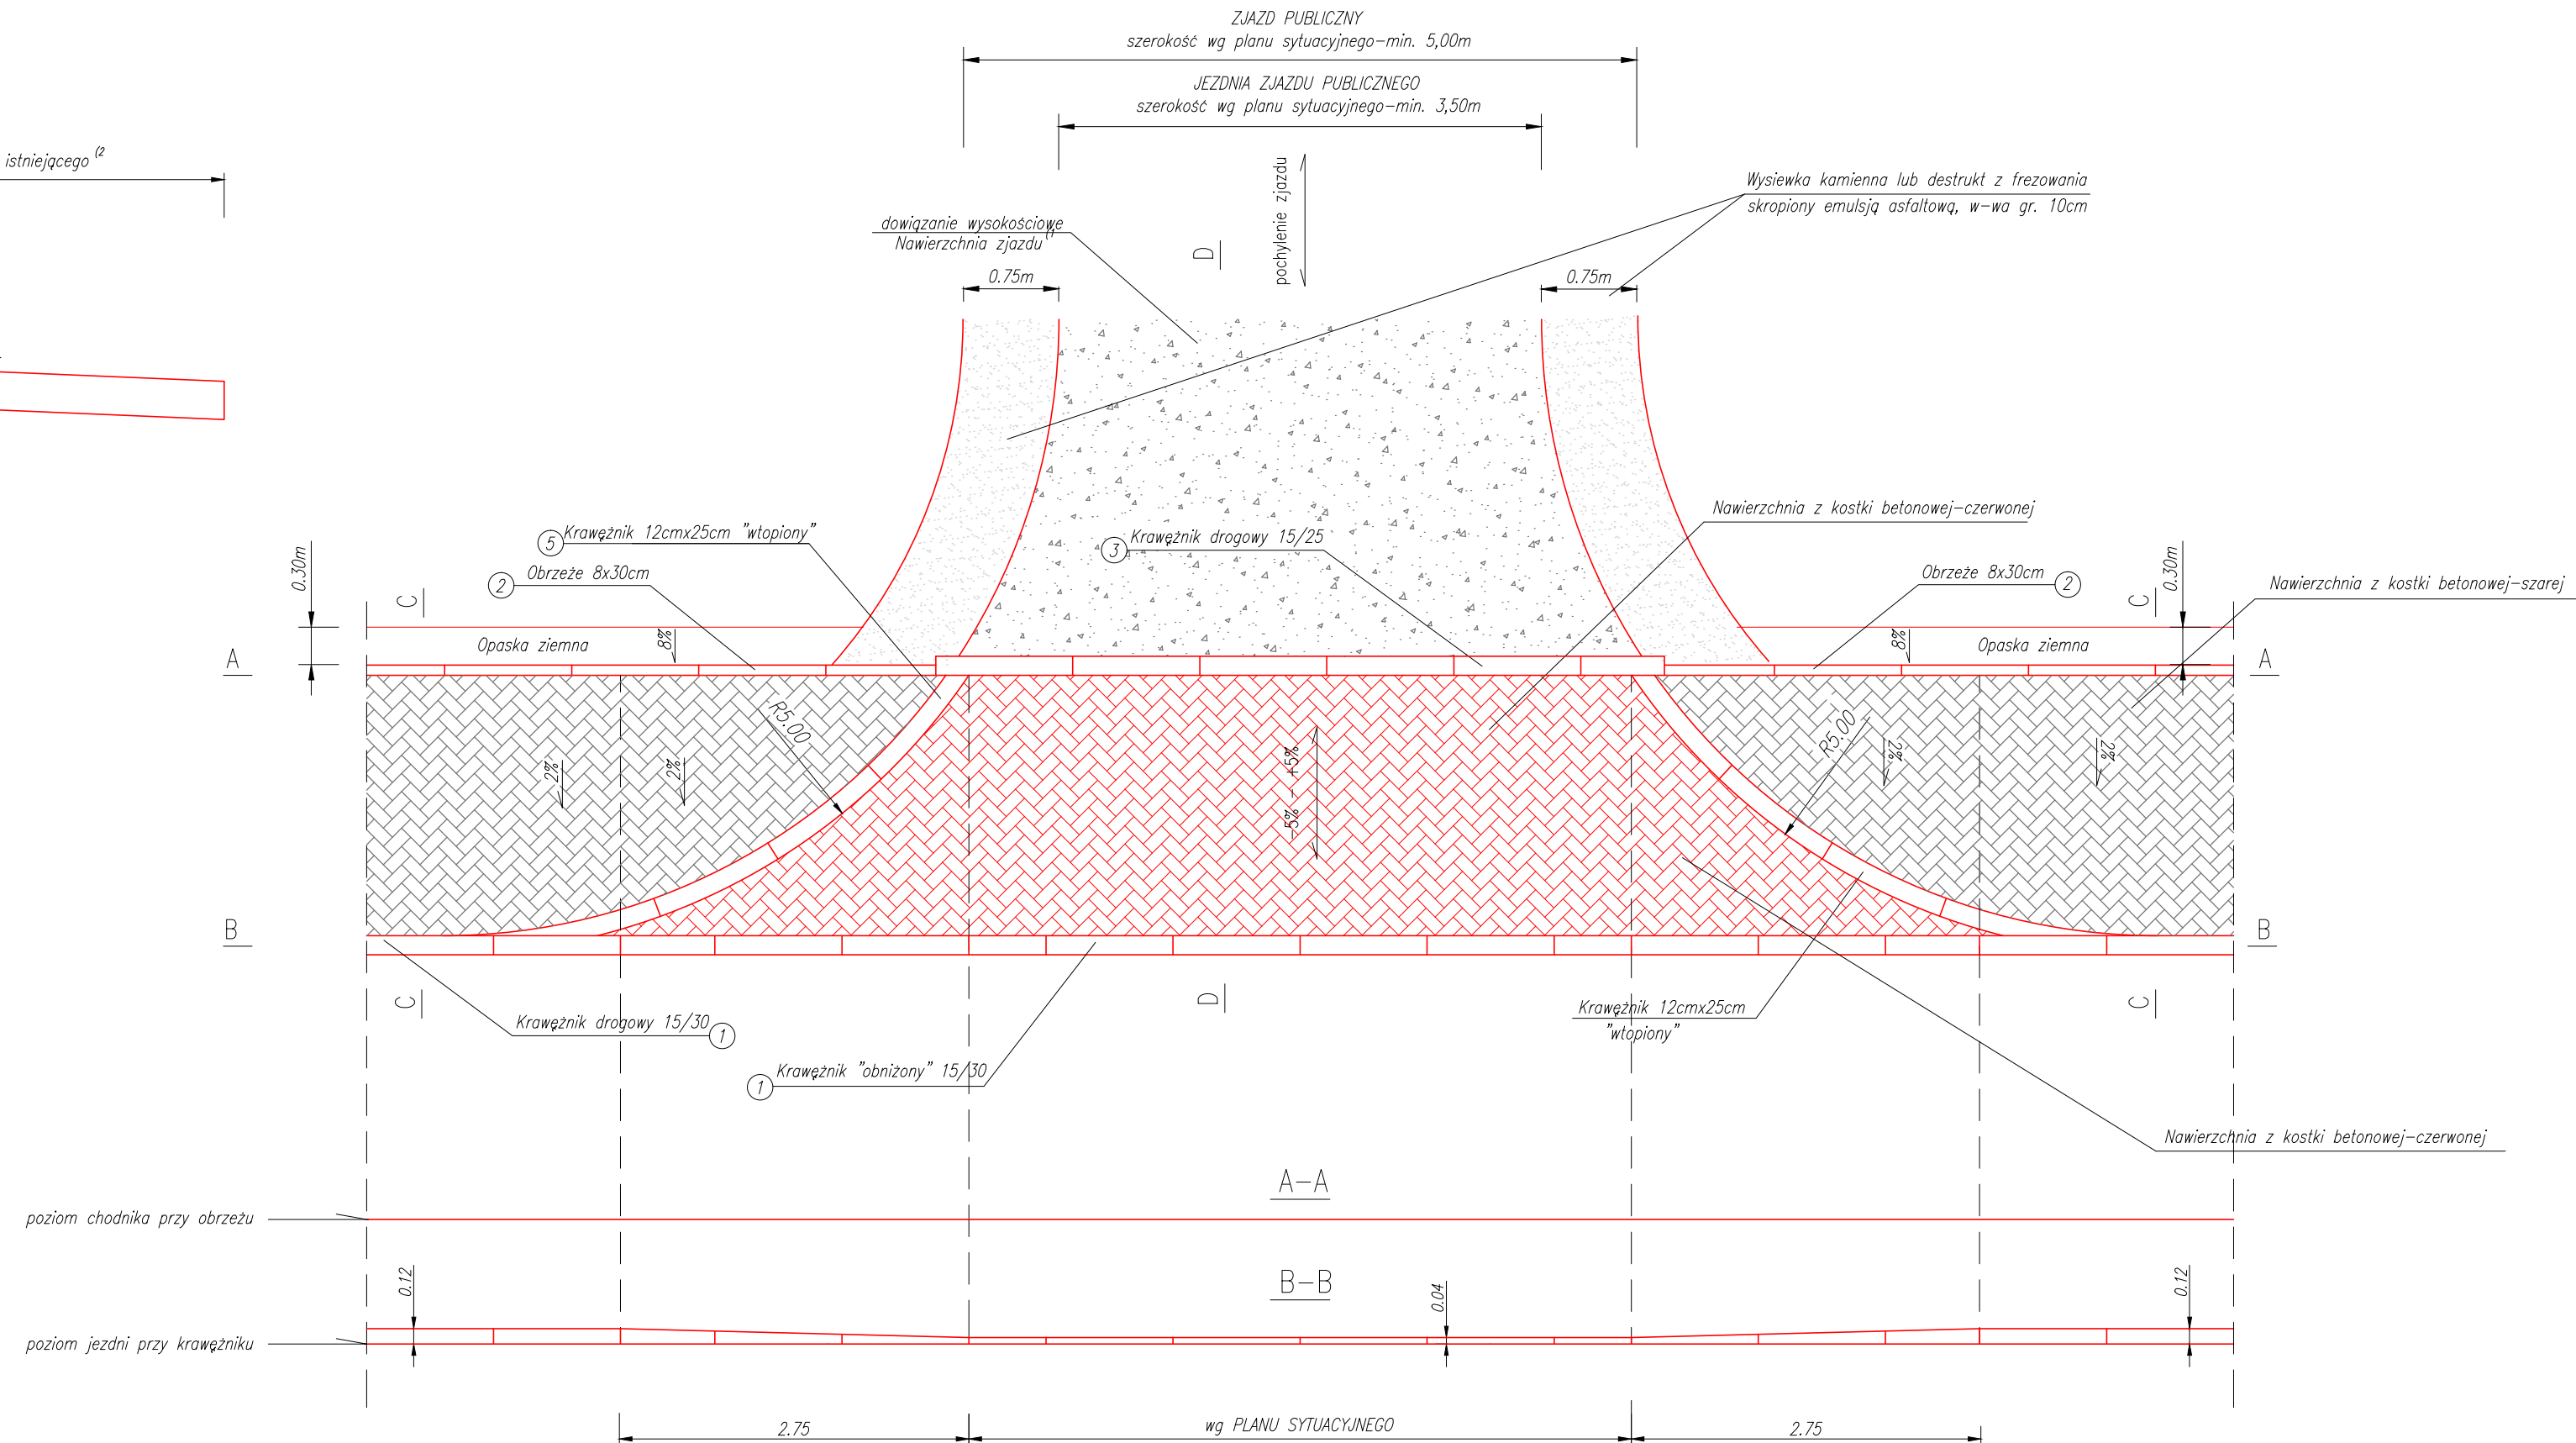 ZJAZD PUBLICZNY
szerokość wg planu sytuacyjnego-min. 5,00m
JEZDNIA ZJAZDU PUBLICZNEGO
szerokość wg planu sytuacyjnego-min. 3,50m
istniejącego (2
pochylenie zjazdu
Wysiewka kamienna lub destrukt z frezowania
skropiony emulsją asfaltową, w-wa gr. 10cm
dowiązanie wysokościowe
Nawierzchnia zjazdu (1
D
0.75m
0.75m
Nawierzchnia z kostki betonowej-czerwonej
5 Krawężnik 12cmx25cm "wtopiony"
3 Krawężnik drogowy 15/25
0.30m
2 Obrzeże 8x30cm
Obrzeże 8x30cm 2
0.30m
Nawierzchnia z kostki betonowej-szarej
C
C
Opaska ziemna
8%
8%
Opaska ziemna
A
A
R5.00
R5.00
2%
2%
-5% - +5%
2%
2%
B
B
C
D
C
Krawężnik drogowy 15/30 1
Krawężnik 12cmx25cm
"wtopiony"
1 Krawężnik "obniżony" 15/30
Nawierzchnia z kostki betonowej-czerwonej
A-A
poziom chodnika przy obrzeżu
B-B
0.12
0.04
0.12
poziom jezdni przy krawężniku
2.75
wg PLANU SYTUACYJNEGO
2.75